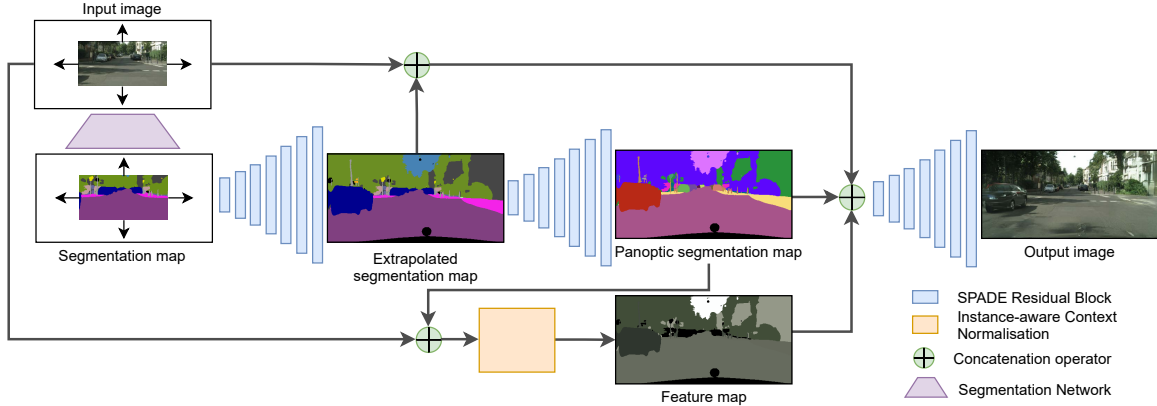 Input image
Segmentation map
Extrapolated
segmentation map
Panoptic segmentation map
Output image
Feature map
SPADE Residual Block
Instance-aware Context
Normalisation
Concatenation operator
Segmentation Network